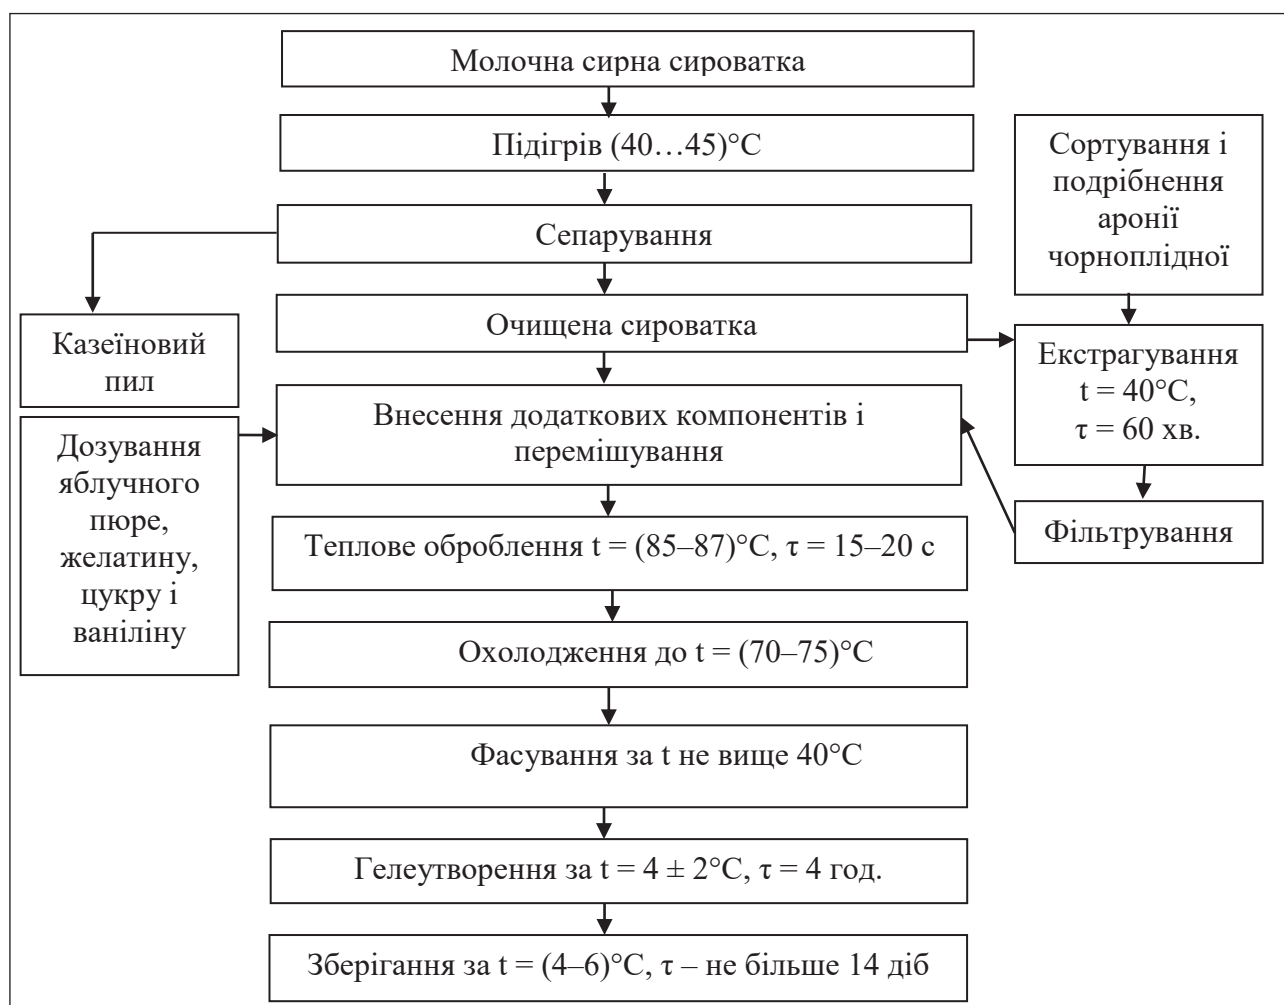 Молочна сирна сироватка
Підігрів (40…45)°С
Сортування і
подрібнення
аронії
чорноплідної
Сепарування
Очищена сироватка
Казеїновий
пил
Екстрагування
t = 40°С,
τ = 60 хв.
Внесення додаткових компонентів і
перемішування
Дозування
яблучного
пюре,
желатину,
цукру і
ваніліну
Фільтрування
Теплове оброблення t = (85–87)°С, τ = 15–20 с
Охолодження до t = (70–75)°С
Фасування за t не вище 40°С
Гелеутворення за t = 4 ± 2°С, τ = 4 год.
Зберігання за t = (4–6)°С, τ – не більше 14 діб